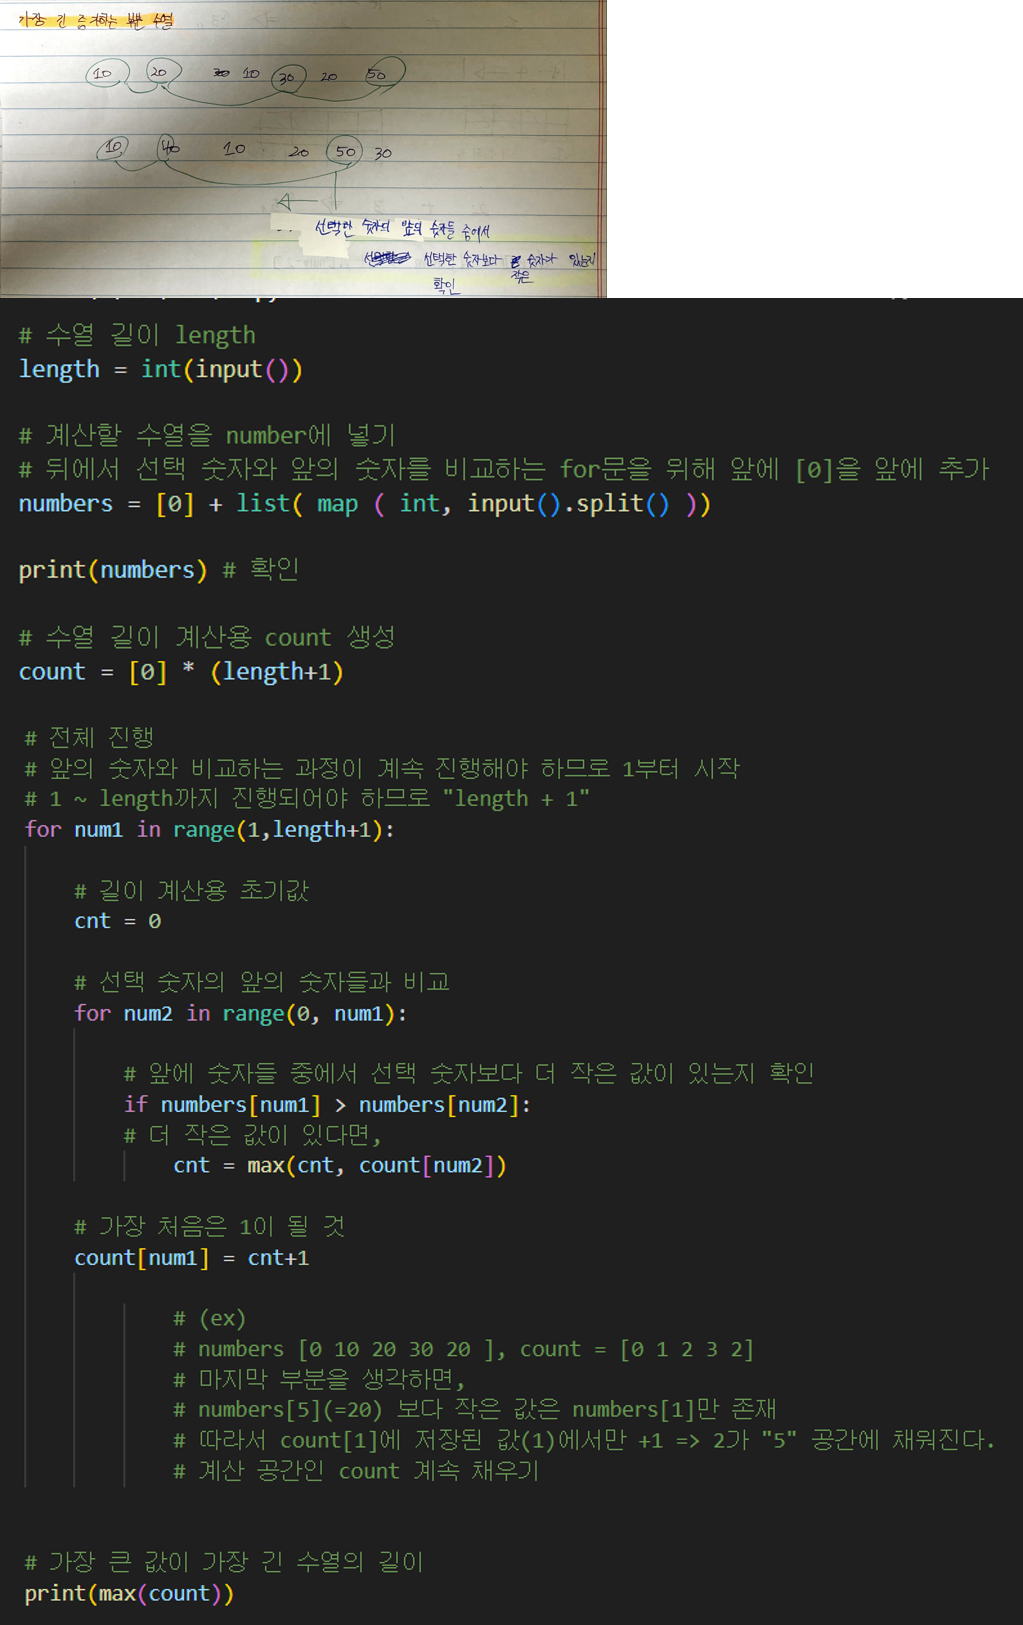 가장 긴 증가하는 부분 수열
10 20 10 30 20 50
10 40 10 20 50 30
선택한 숫자의 앞의 숫자들 중에서
선택한 숫자보다 숫자가 있는지
작은
확인
# 수열 길이 length
length = int(input())
# 계산할 수열을 number에 넣기
# 뒤에서 선택 숫자와 앞의 숫자를 비교하는 for문을 위해 앞에 [0]을 앞에 추가
numbers = [0] + list( map ( int, input().split() ))
print(numbers) # 확인
# 수열 길이 계산용 count 생성
count = [0] * (length+1)
# 전체 진행
# 앞의 숫자와 비교하는 과정이 계속 진행해야 하므로 1부터 시작
# 1 ~ length까지 진행되어야 하므로 "length + 1"
for num1 in range(1,length+1):
# 길이 계산용 초기값
cnt = 0
# 선택 숫자의 앞의 숫자들과 비교
for num2 in range(0, num1):
# 앞에 숫자들 중에서 선택 숫자보다 더 작은 값이 있는지 확인
if numbers[num1] > numbers[num2]:
# 더 작은 값이 있다면,
cnt = max(cnt, count[num2])
# 가장 처음은 1이 될 것
count[num1] = cnt+1
# (ex)
# numbers [0 10 20 30 20 ], count = [0 1 2 3 2]
# 마지막 부분을 생각하면,
# numbers[5](=20) 보다 작은 값은 numbers[1]만 존재
# 따라서 count[1]에 저장된 값(1)에서만 +1 => 2가 "5" 공간에 채워진다.
# 계산 공간인 count 계속 채우기
# 가장 큰 값이 가장 긴 수열의 길이
print(max(count))